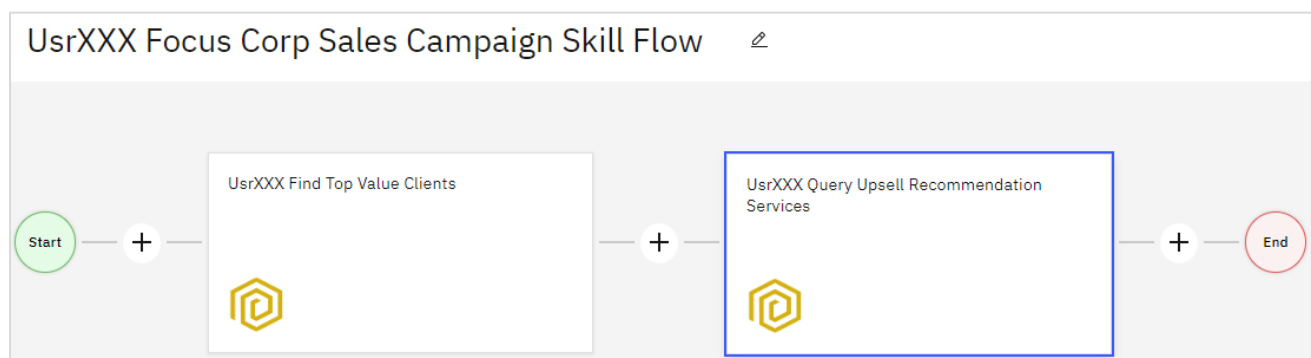 UsrXXX Focus Corp Sales Campaign Skill Flow
UsrXXX Find Top Value Clients
UsrXXX Query Upsell Recommendation
Services
Start
End